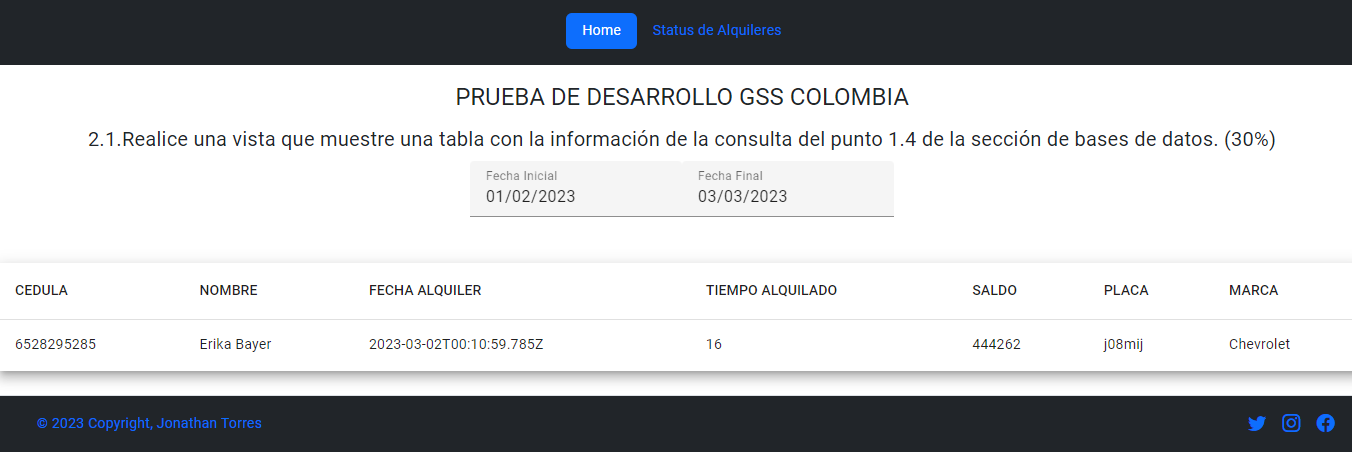 Home Status de Alquileres
PRUEBA DE DESARROLLO GSS COLOMBIA
2.1.Realice una vista que muestre una tabla con la información de la consulta del punto 1.4 de la sección de bases de datos. (30%)
Fecha Inicial Fecha Final
01/02/2023 03/03/2023
CEDULA NOMBRE FECHA ALQUILER TIEMPO ALQUILADO SALDO PLACA MARCA
6528295285 Erika Bayer 2023-03-02T00:10:59.785Z 16 444262 j08mij Chevrolet
© 2023 Copyright, Jonathan Torres